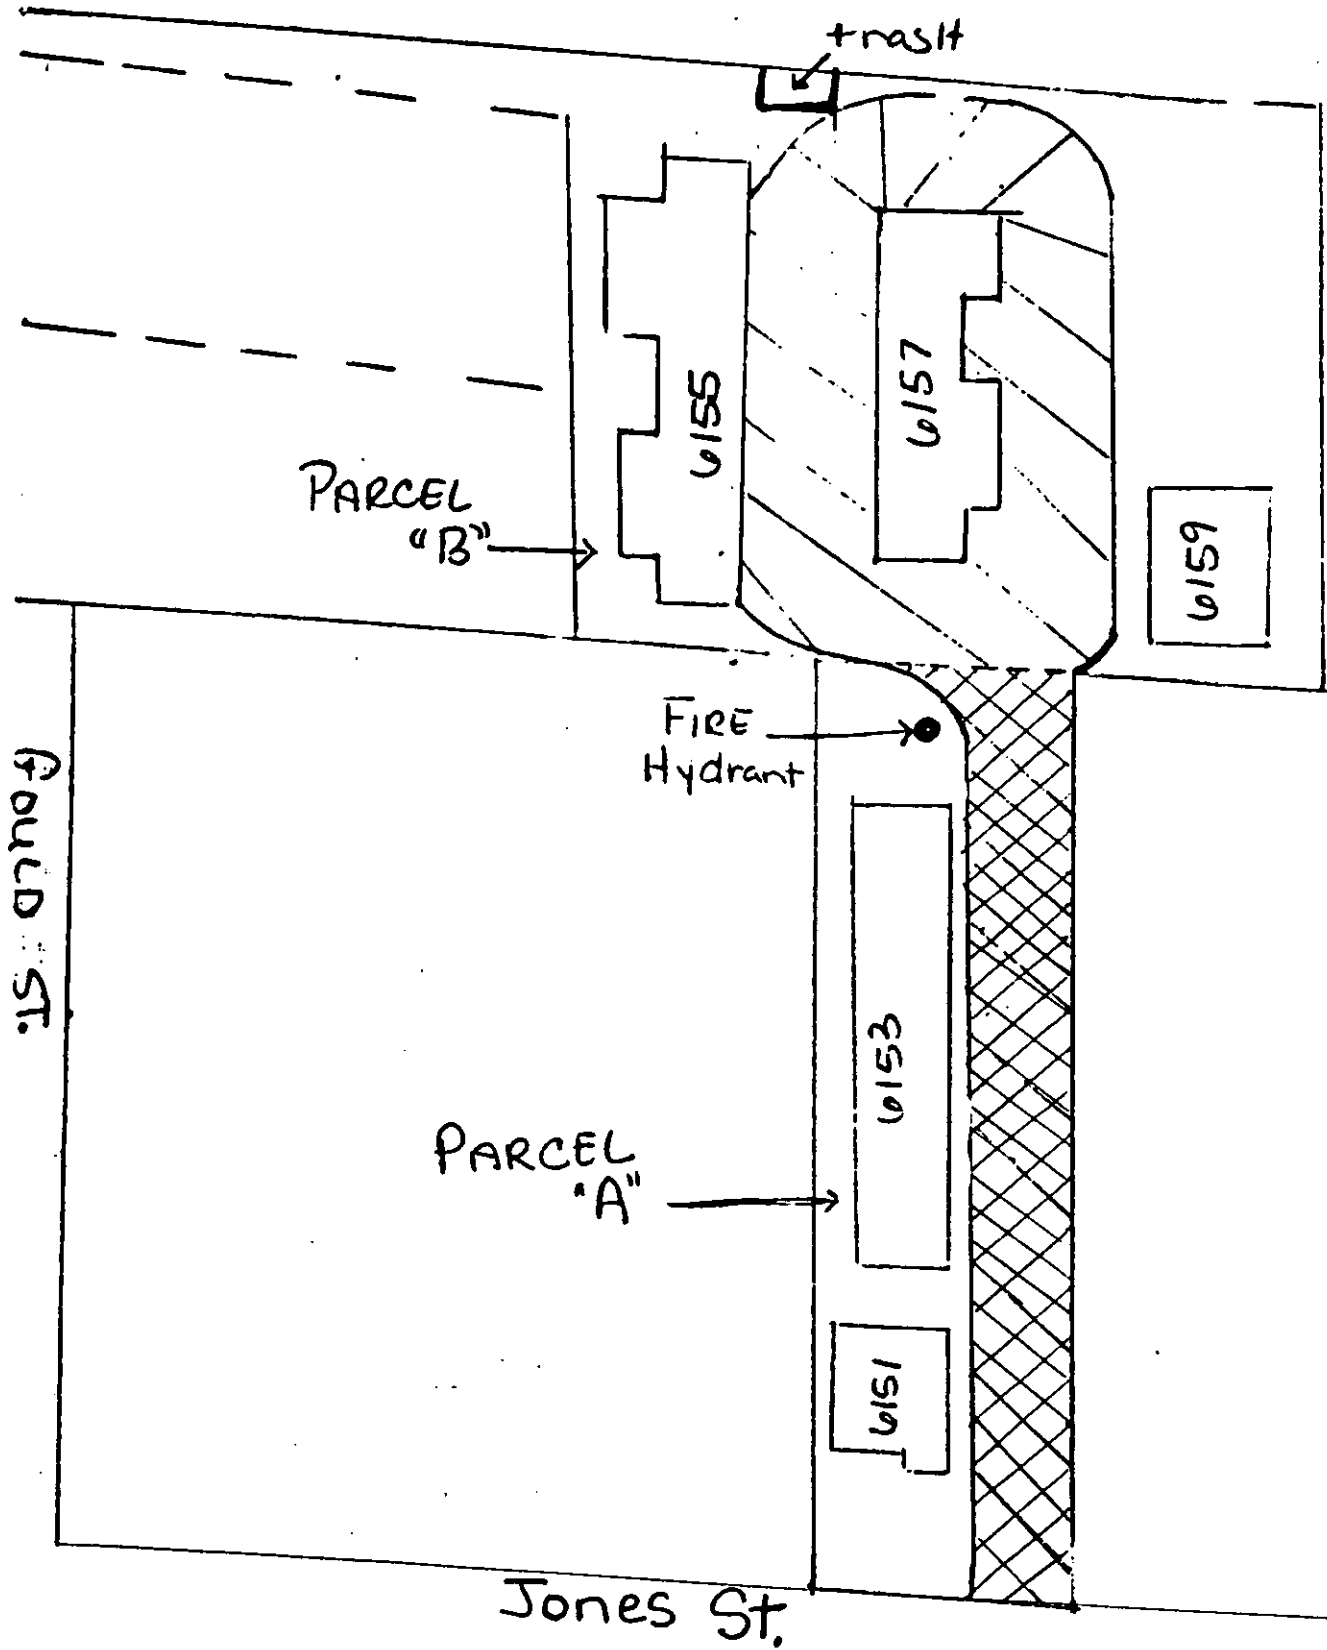 trash
6155
6157
PARCEL
"B"
6159
FIRE
Hydrant
GOULD ST.
6153
PARCEL
"A"
6151
Jones St.